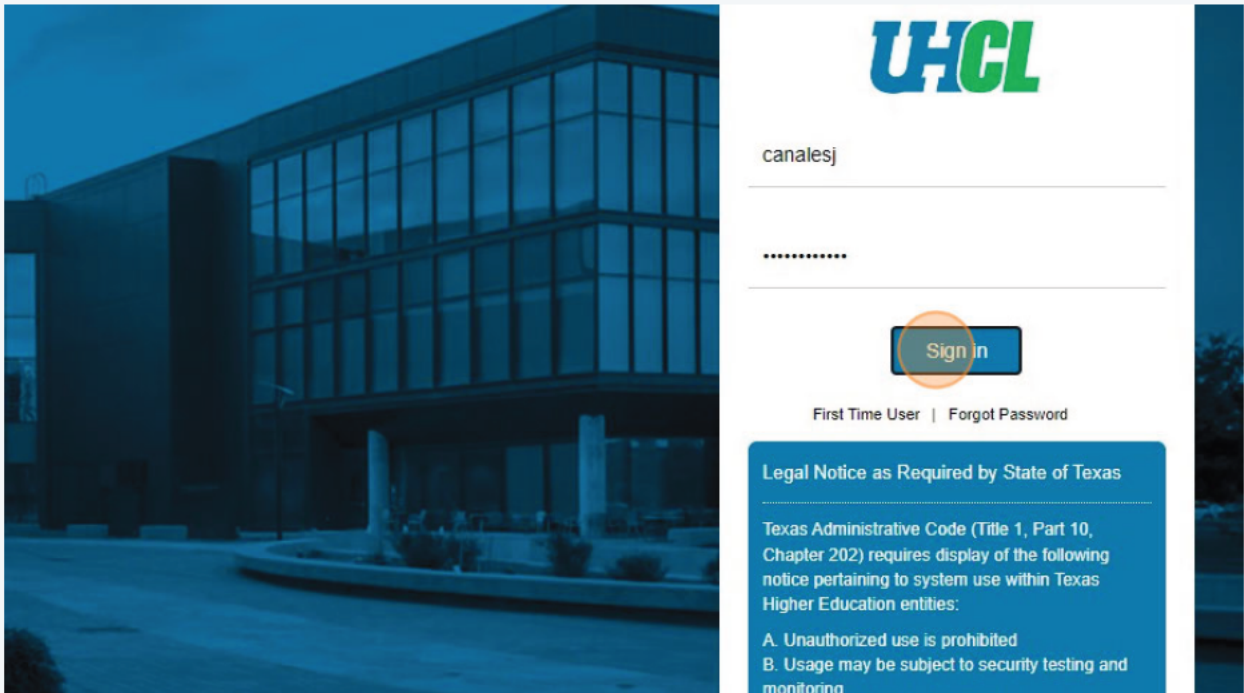 UHCL
canalesj
••••••••••••
Sign in
First Time User | Forgot Password
Legal Notice as Required by State of Texas
Texas Administrative Code (Title 1, Part 10,
Chapter 202) requires display of the following
notice pertaining to system use within Texas
Higher Education entities:
A. Unauthorized use is prohibited
B. Usage may be subject to security testing and
monitoring